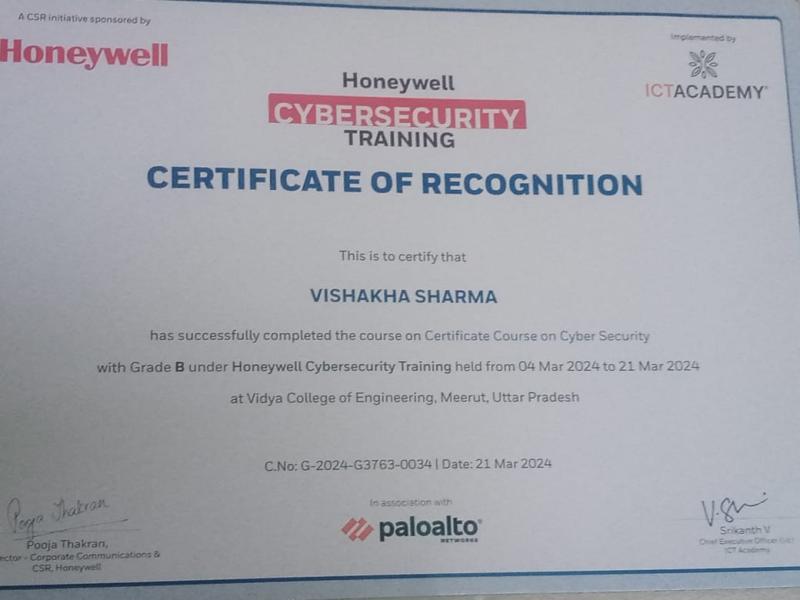 A CSR initiative sponsored by
Honeywell
Implemented by
ICTACADEMY
Honeywell
CYBERSECURITY
TRAINING
CERTIFICATE OF RECOGNITION
This is to certify that
VISHAKHA SHARMA
has successfully completed the course on Certificate Course on Cyber Security
with Grade B under Honeywell Cybersecurity Training held from 04 Mar 2024 to 21 Mar 2024
at Vidya College of Engineering, Meerut, Uttar Pradesh
C.No: G-2024-G3763-0034 | Date: 21 Mar 2024
Pooja Thakran
Pooja Thakran,
ector - Corporate Communications &
CSR, Honeywell
In association with
paloalto®
NETWORKS
Srikanth V
Chief Executive Officer
ICT Academy